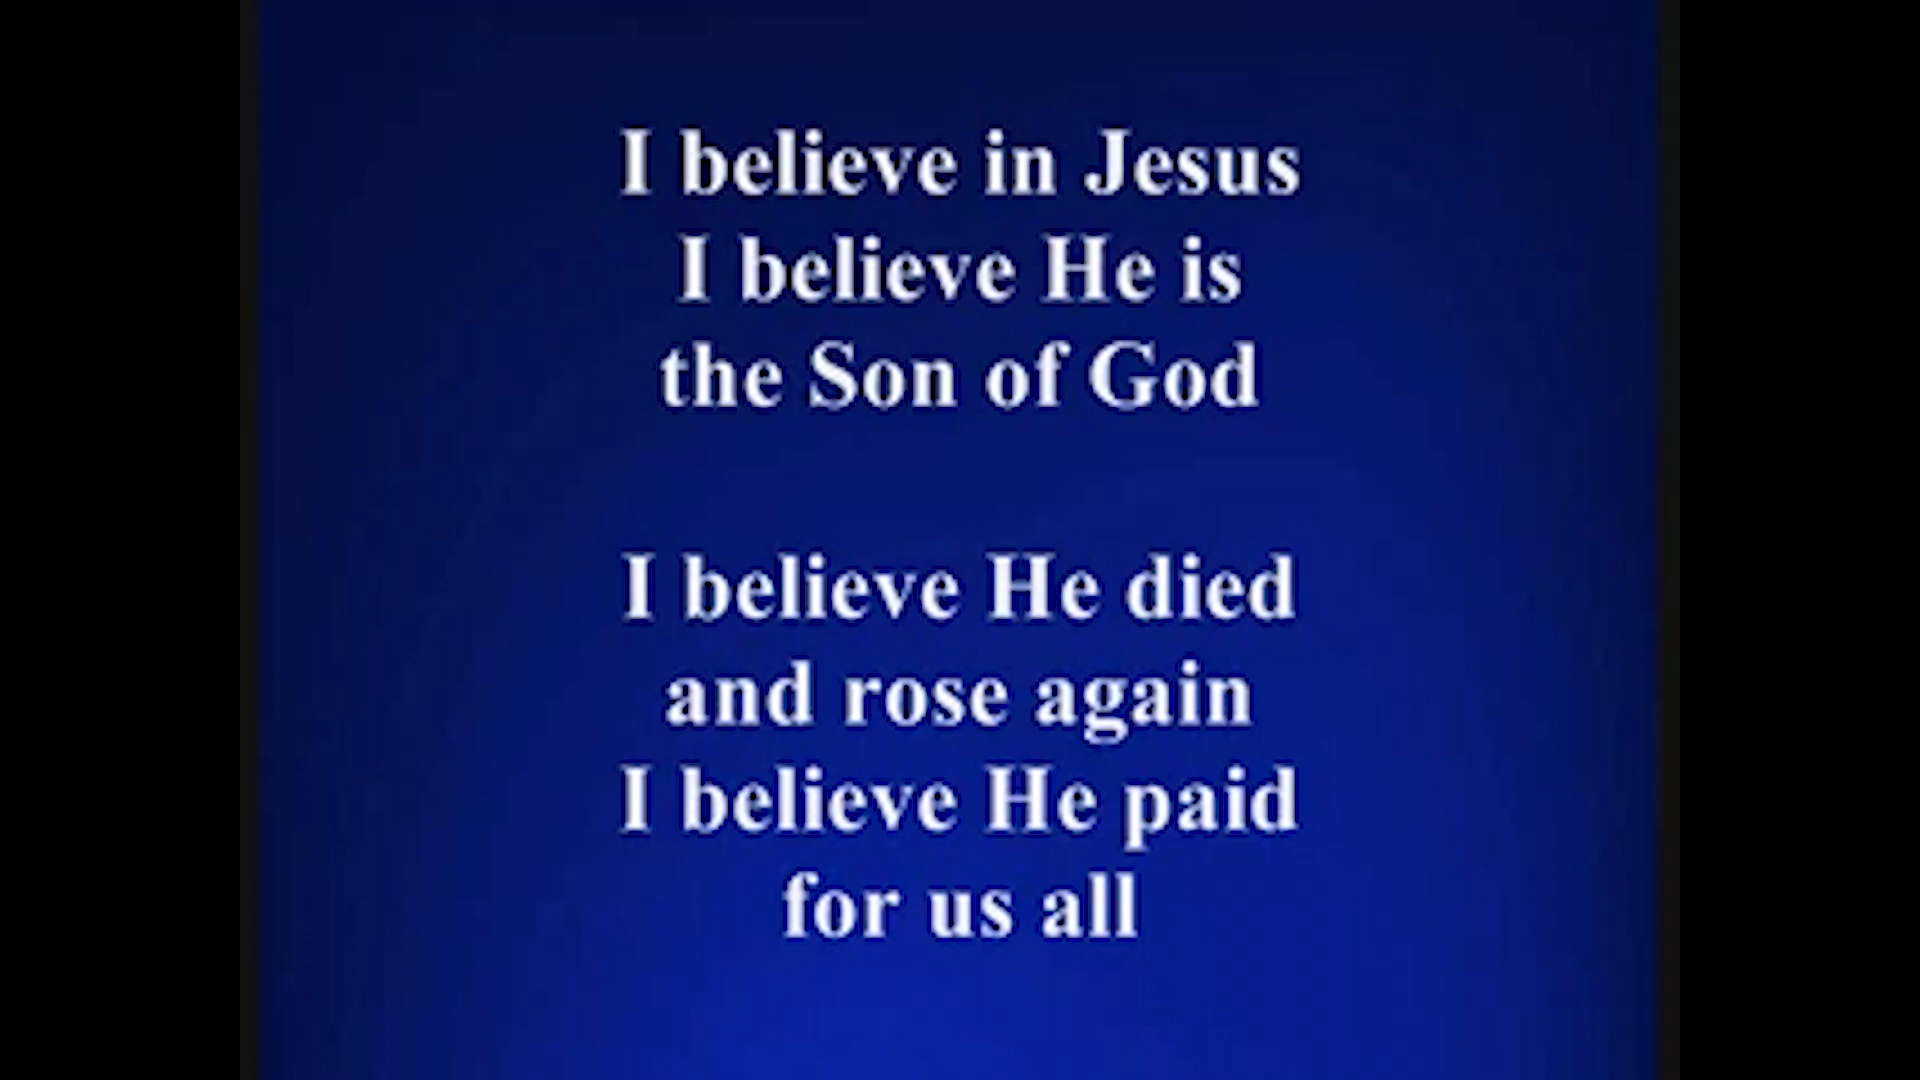 I believe in Jesus
I believe He is
the Son of God
I believe He died
and rose again
I believe He paid
for us all